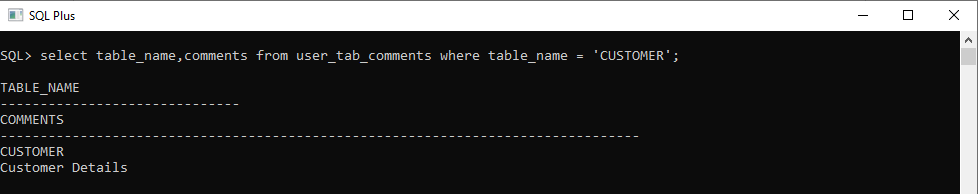 SQL Plus
SQL> select table_name,comments from user_tab_comments where table_name = 'CUSTOMER';
TABLE_NAME
------------------------------
COMMENTS
--------------------------------------------------------------------------------
CUSTOMER
Customer Details